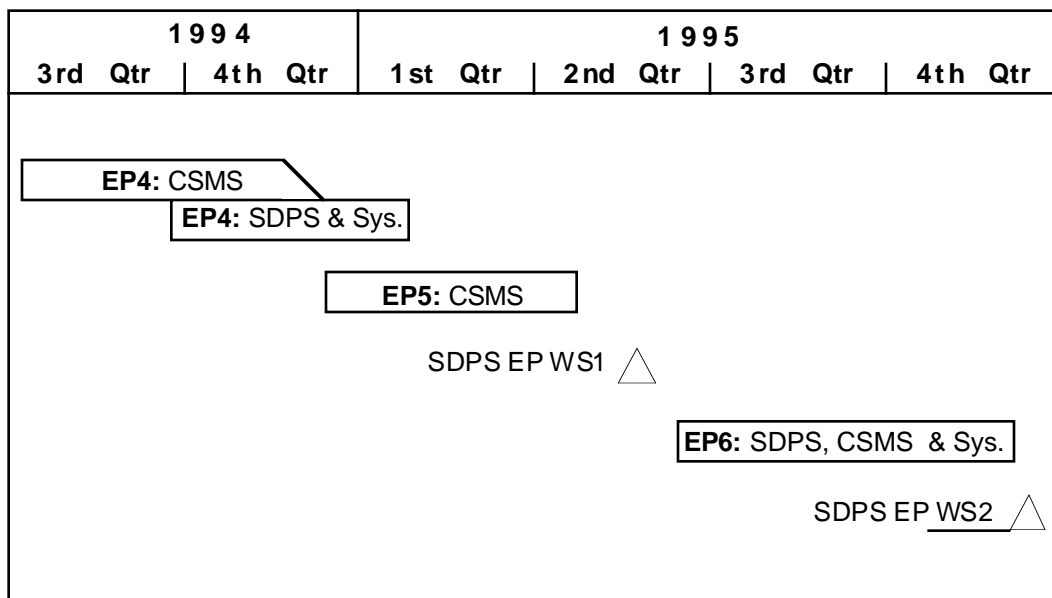 1994 1995
3rd Qtr | 4th Qtr | 1st Qtr | 2nd Qtr | 3rd Qtr | 4th Qtr
EP4: CSMS
EP4: SDPS & Sys.
EP5: CSMS
SDPS EP WS1
EP6: SDPS, CSMS & Sys.
SDPS EP WS2